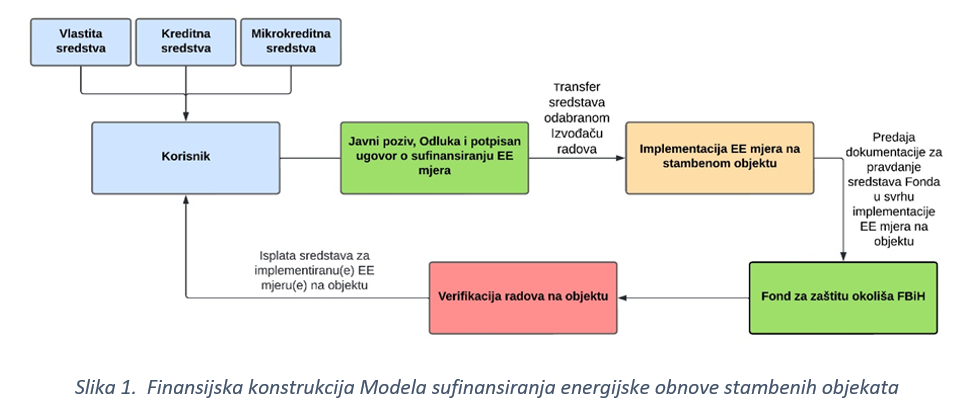 Vlastita
sredstva
Kreditna
sredstva
Mikrokreditna
sredstva
Korisnik
Javni poziv, Odluka i potpisan
ugovor o sufinansiranju EE
mjera
Transfer
sredstava
odabranom
Izvođaču
radova
Implementacija EE mjera na
stambenom objektu
Predaja
dokumentacije za
pravdanje
sredstava Fonda
u svrhu
implementacije
EE mjera na
objektu
Fond za zaštitu okoliša FBiH
Verifikacija radova na objektu
Isplata sredstava za
implementiranu(e) EE
mjeru(e) na objektu
Slika 1. Finansijska konstrukcija Modela sufinansiranja energijske obnove stambenih objekata